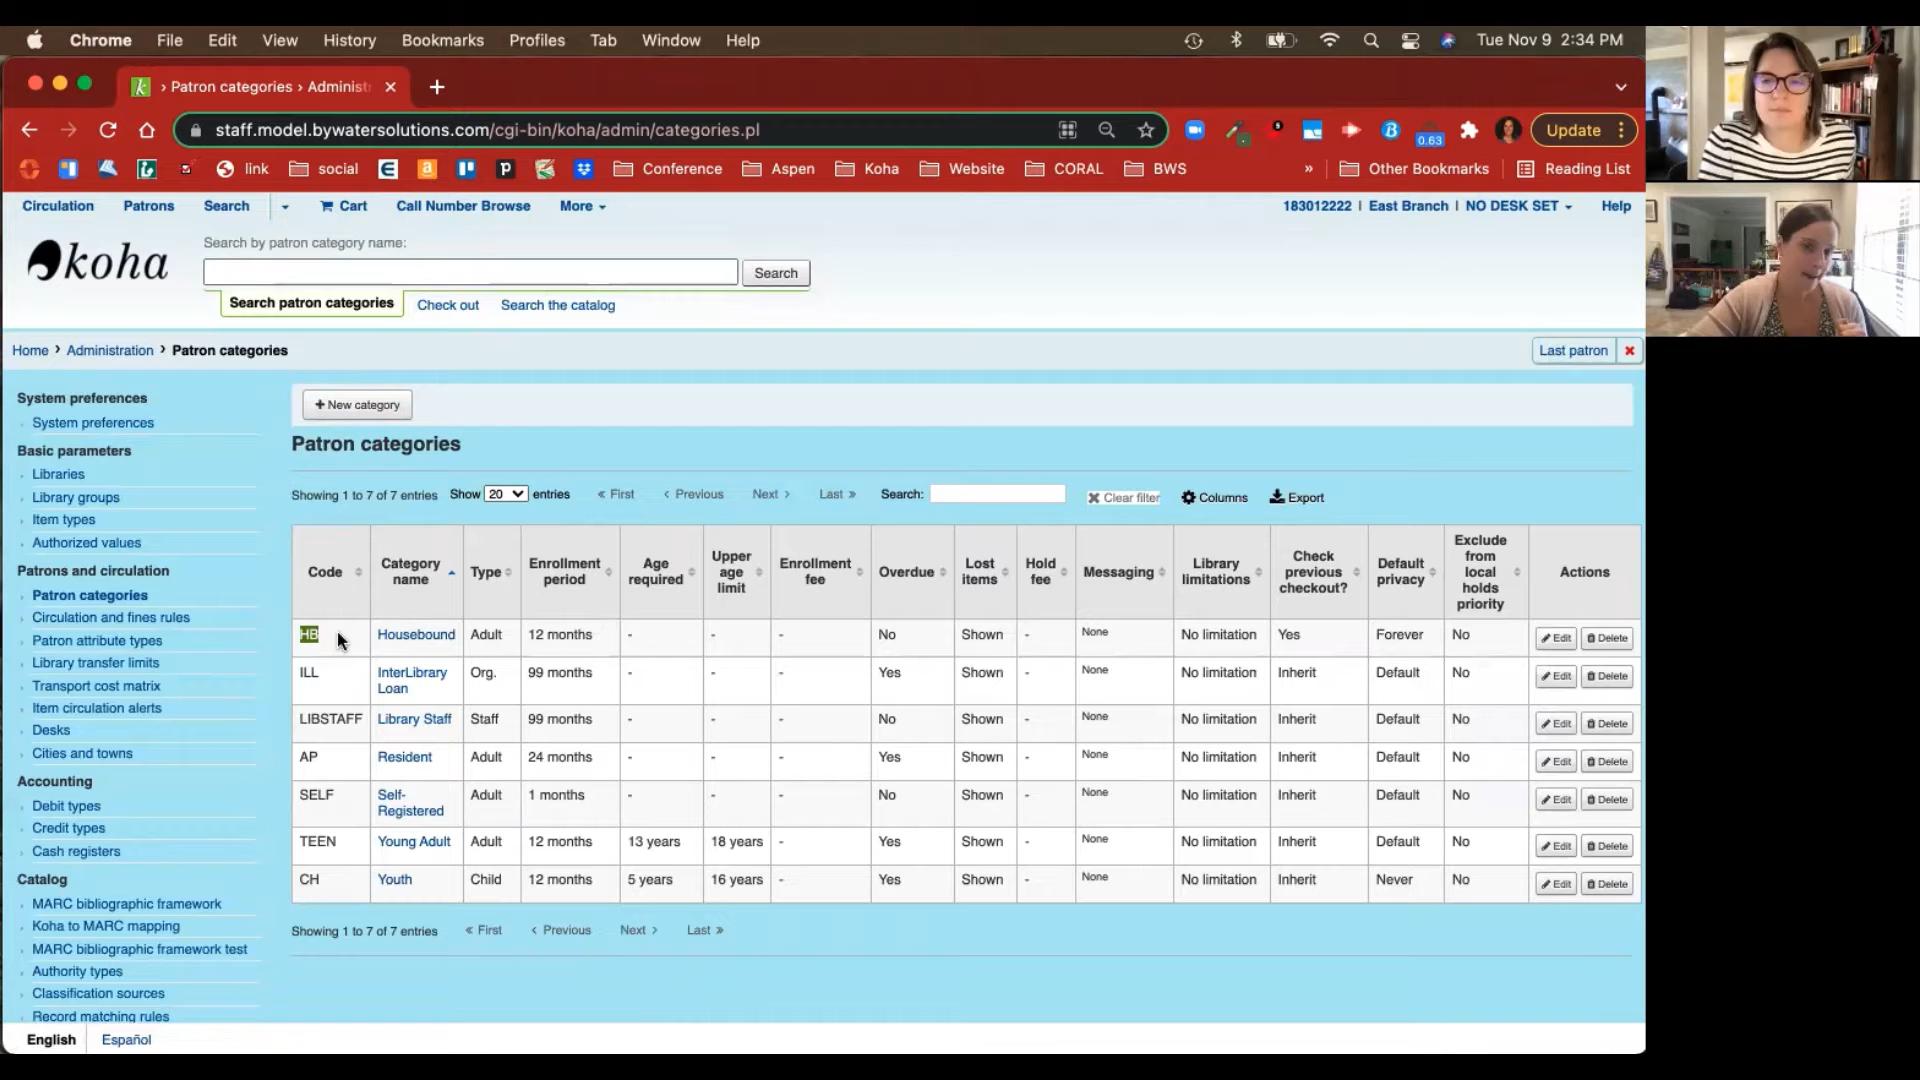 Chrome File Edit View History Bookmarks Profiles Tab Window Help Tue Nov 9 2:34 PM
› Patron categories › Administr
staff.model.bywatersolutions.com/cgi-bin/koha/admin/categories.pl 0.63 Update
link social Conference Aspen Koha Website CORAL BWS » Other Bookmarks Reading List
Circulation Patrons Search Cart Call Number Browse More 183012222 | East Branch | NO DESK SET Help
koha
Search by patron category name:
Search
Search patron categories Check out Search the catalog
Home › Administration › Patron categories Last patron
System preferences
System preferences
Basic parameters
Libraries
Library groups
Item types
Authorized values
Patrons and circulation
Patron categories
Circulation and fines rules
Patron attribute types
Library transfer limits
Transport cost matrix
Item circulation alerts
Desks
Cities and towns
Accounting
Debit types
Credit types
Cash registers
Catalog
MARC bibliographic framework
Koha to MARC mapping
MARC bibliographic framework test
Authority types
Classification sources
Record matching rules
+ New category
Patron categories
Showing 1 to 7 of 7 entries Show 20 entries « First ‹ Previous Next › Last » Search: Clear filter Columns Export
Code Category name Type Enrollment period Age required Upper age limit Enrollment fee Overdue Lost items Hold fee Messaging Library limitations Check previous checkout? Default privacy Exclude from local holds priority Actions
HB Housebound Adult 12 months - - - No Shown - None No limitation Yes Forever No Edit Delete
ILL InterLibrary Loan Org. 99 months - - - Yes Shown - None No limitation Inherit Default No Edit Delete
LIBSTAFF Library Staff Staff 99 months - - - No Shown - None No limitation Inherit Default No Edit Delete
AP Resident Adult 24 months - - - Yes Shown - None No limitation Inherit Default No Edit Delete
SELF Self-Registered Adult 1 months - - - No Shown - None No limitation Inherit Default No Edit Delete
TEEN Young Adult Adult 12 months 13 years 18 years - Yes Shown - None No limitation Inherit Default No Edit Delete
CH Youth Child 12 months 5 years 16 years - Yes Shown - None No limitation Inherit Never No Edit Delete
Showing 1 to 7 of 7 entries « First ‹ Previous Next › Last »
English Español